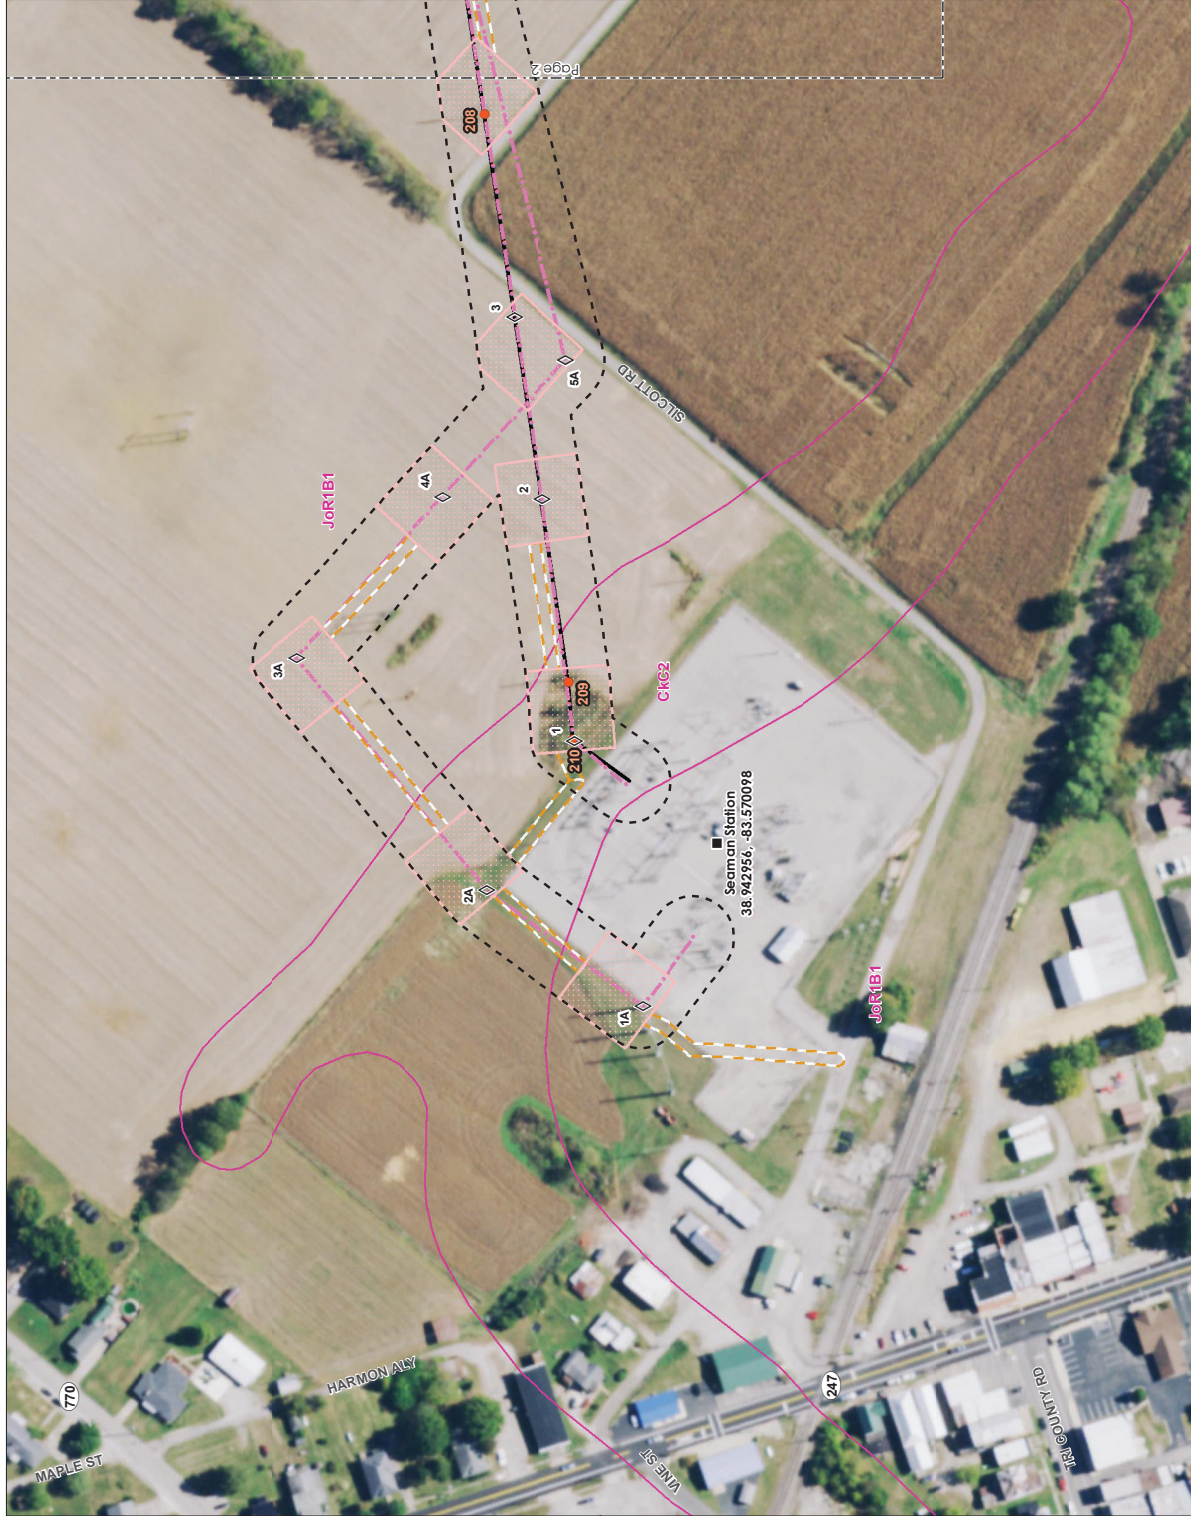 Page 2
208
3
5A
SILCOTT RD
4A
JoR1B1
2
3A
209
CkC2
1
210
Seaman Station
38.942956, -83.570098
2A
1A
JoR1B1
770
HARMON ALY
247
MAPLE ST
VINE ST
TRI COUNTY RD